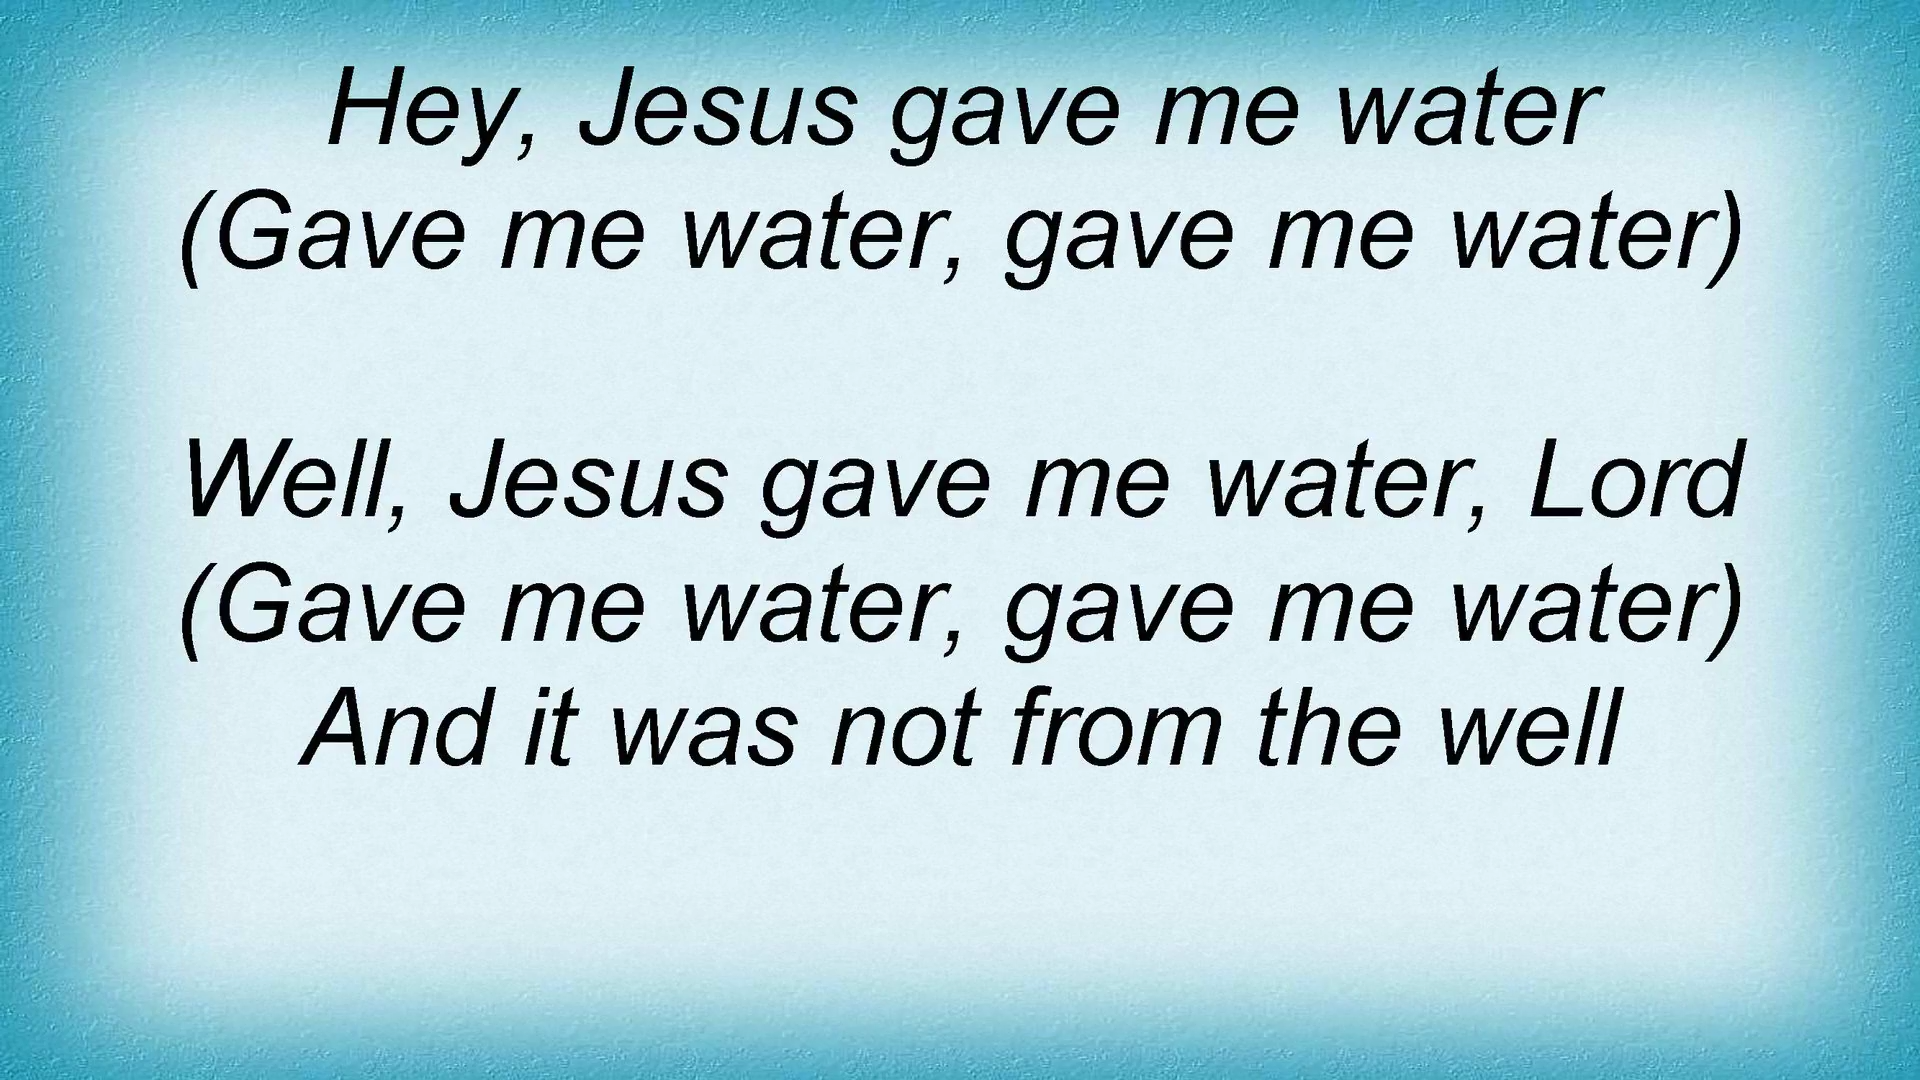 Hey, Jesus gave me water
(Gave me water, gave me water)
Well, Jesus gave me water, Lord
(Gave me water, gave me water)
And it was not from the well